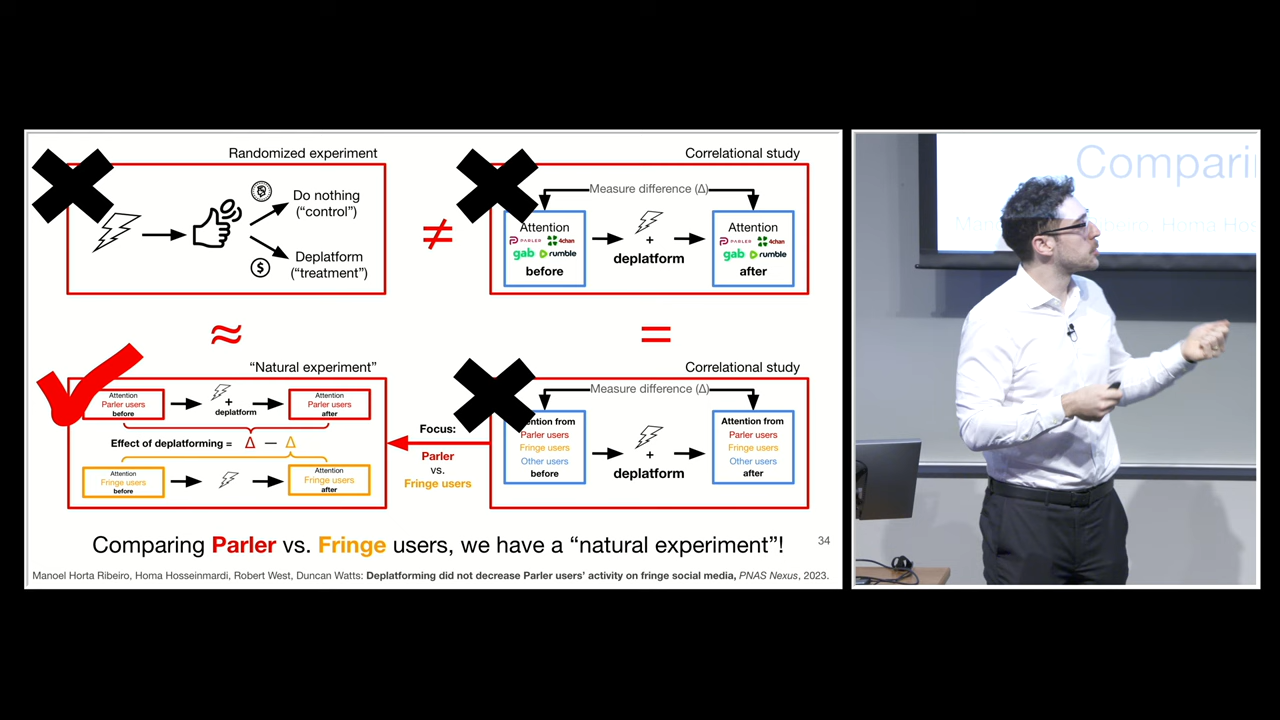 Randomized experiment
Do nothing
(“control”)
Deplatform
(“treatment”)
$
≠
Correlational study
Measure difference (Δ)
Attention
PARLER 4chan
gab rumble
before
+
deplatform
Attention
PARLER 4chan
gab rumble
after
≈
=
“Natural experiment”
Attention
Parler users
before
+
deplatform
Attention
Parler users
after
Effect of deplatforming = Δ — Δ
Attention
Fringe users
before
Attention
Fringe users
after
Focus:
Parler
vs.
Fringe users
Correlational study
Measure difference (Δ)
from
Parler users
Fringe users
Other users
before
+
deplatform
Attention from
Parler users
Fringe users
Other users
after
Comparing Parler vs. Fringe users, we have a “natural experiment”!
34
Manoel Horta Ribeiro, Homa Hosseinmardi, Robert West, Duncan Watts: Deplatforming did not decrease Parler users’ activity on fringe social media, PNAS Nexus, 2023.